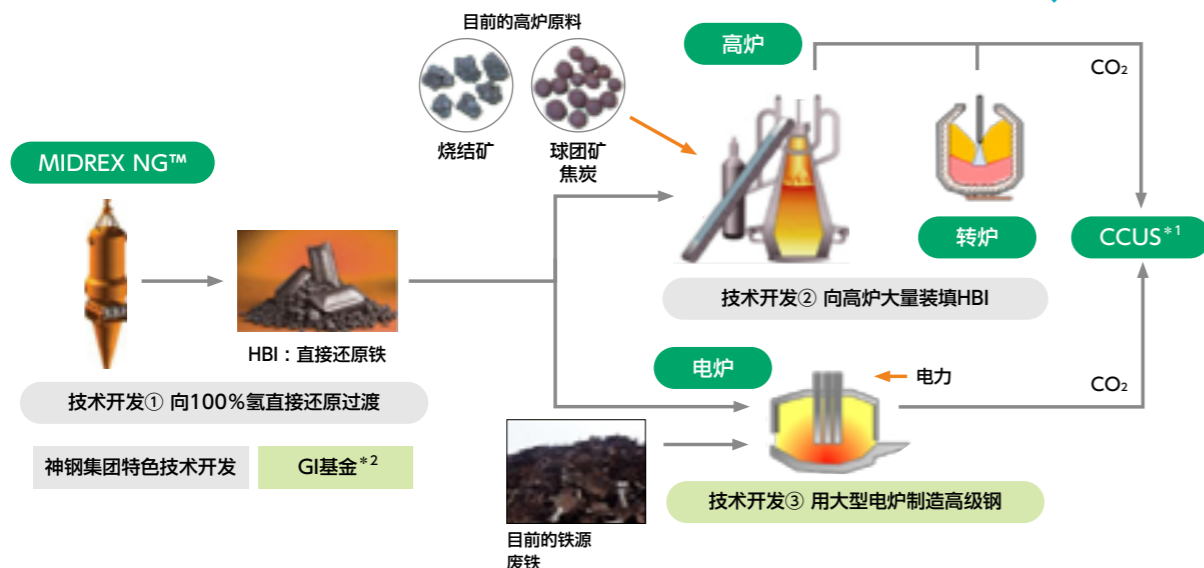 目前的高炉原料
高炉
CO₂
烧结矿
球团矿
焦炭
MIDREX NG™
转炉
CCUS*1
技术开发② 向高炉大量装填HBI
HBI：直接还原铁
电炉
电力
CO₂
技术开发① 向100%氢直接还原过渡
神钢集团特色技术开发
GI基金*2
技术开发③ 用大型电炉制造高级钢
目前的铁源
废铁